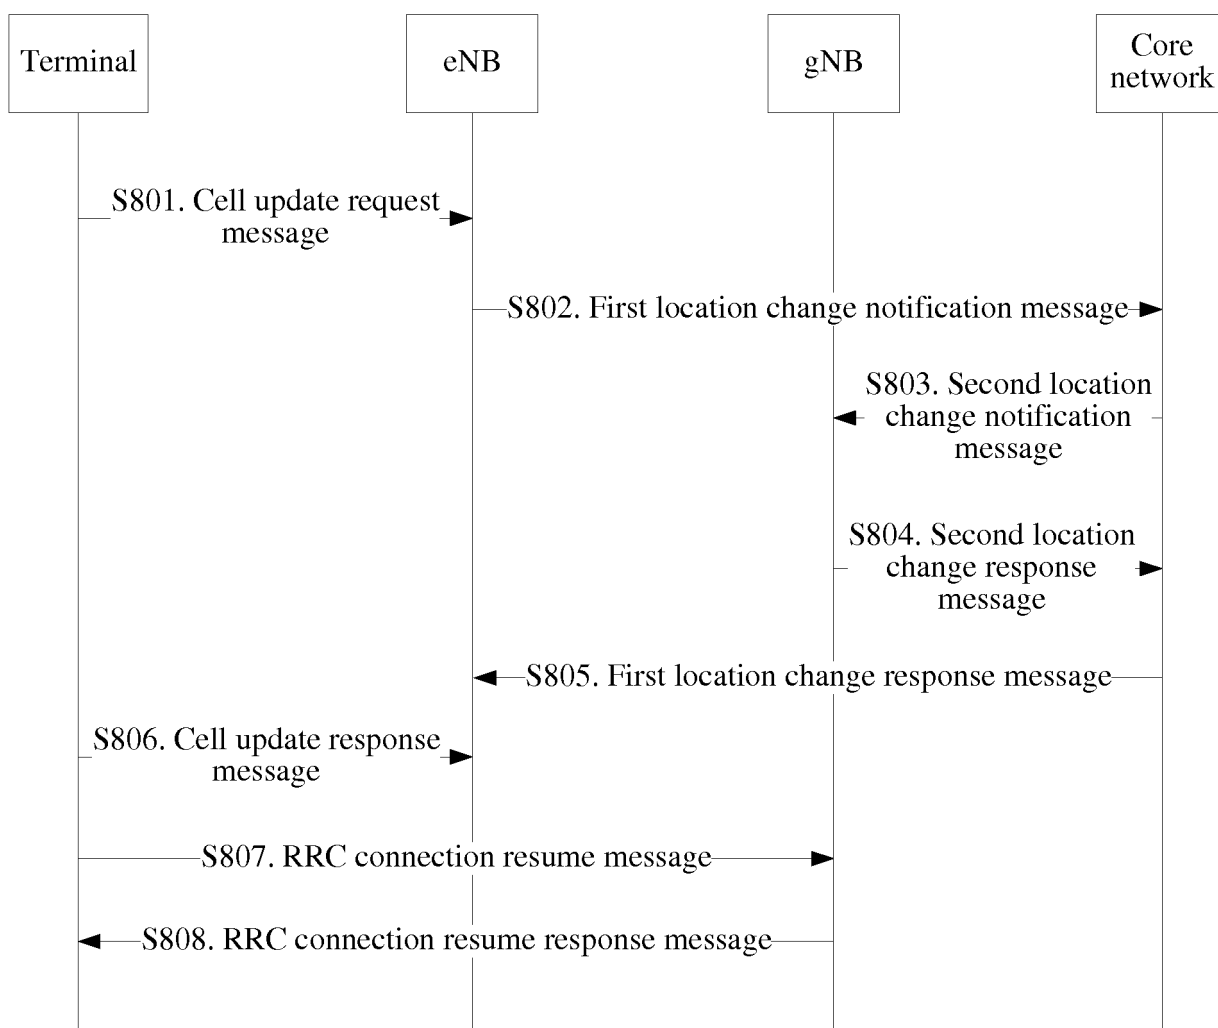 Terminal
eNB
gNB
Core
network
S801. Cell update request
message
S802. First location change notification message
S803. Second location
change notification
message
S804. Second location
change response
message
S805. First location change response message
S806. Cell update response
message
S807. RRC connection resume message
S808. RRC connection resume response message